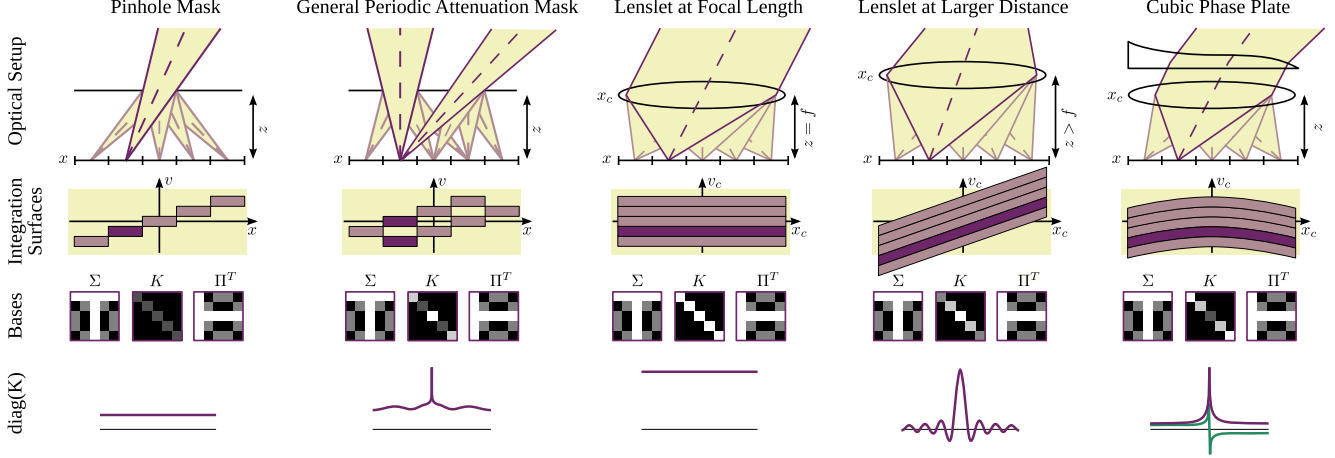 Pinhole Mask
General Periodic Attenuation Mask
Lenslet at Focal Length
Lenslet at Larger Distance
Cubic Phase Plate
Optical Setup
x
z
x
z
x_c
x
z = f
x_c
x
z > f
x_c
x
z
Integration
Surfaces
v
x
v
x
v_c
x_c
v_c
x_c
v_c
x_c
Bases
Σ K Π^T
Σ K Π^T
Σ K Π^T
Σ K Π^T
Σ K Π^T
diag(K)